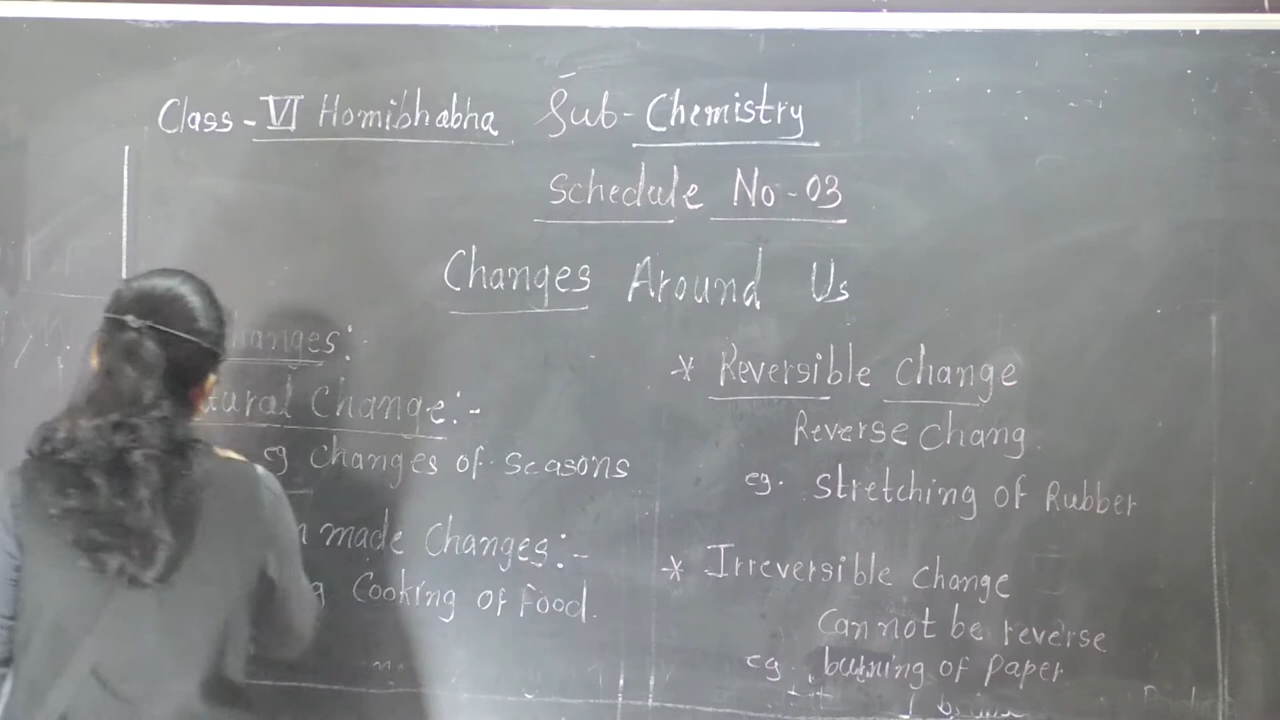 Class - VI Homibhabha Sub - Chemistry
Schedule No - 03
Changes Around Us
hanges:-
tural Change:-
eg changes of seasons
n made Changes:-
g Cooking of food.
* Reversible Change
Reverse chang.
eg. stretching of Rubber
* Irreversible change
can not be reverse
eg. burning of paper